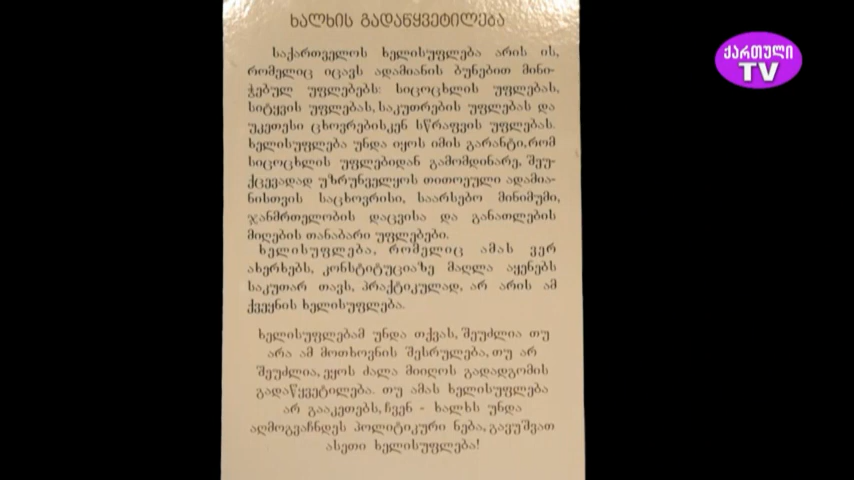 ხალხის გადაწყვეტილება
საქართველოს ხელისუფლება არის ის,
რომელიც იცავს ადამიანის ბუნებით მინი-
ჭებულ უფლებებს: სიცოცხლის უფლებას,
სიტყვის უფლებას, საკუთრების უფლებას და
უკეთესი ცხოვრებისკენ სწრაფვის უფლებას.
ხელისუფლება უნდა იყოს იმის გარანტი, რომ
სიცოცხლის უფლებიდან გამომდინარე, შეუ-
ქცევადად უზრუნველყოს თითოეული ადამია-
ნისთვის საცხოვრისი, საარსებო მინიმუმი,
ჯანმრთელობის დაცვისა და განათლების
მიღების თანაბარი უფლებები.
ხელისუფლება, რომელიც ამას ვერ
ახერხებს, კონსტიტუციაზე მაღლა აყენებს
საკუთარ თავს, პრაქტიკულად, არ არის ამ
ქვეყნის ხელისუფლება.
ხელისუფლებამ უნდა თქვას, შეუძლია თუ
არა ამ მოთხოვნის შესრულება, თუ არ
შეუძლია, ეყოს ძალა მიიღოს გადადგომის
გადაწყვეტილება. თუ ამას ხელისუფლება
არ გააკეთებს, ჩვენ - ხალხს უნდა
აღმოგვაჩნდეს პოლიტიკური ნება, გავუშვათ
ასეთი ხელისუფლება!
ქართული
TV